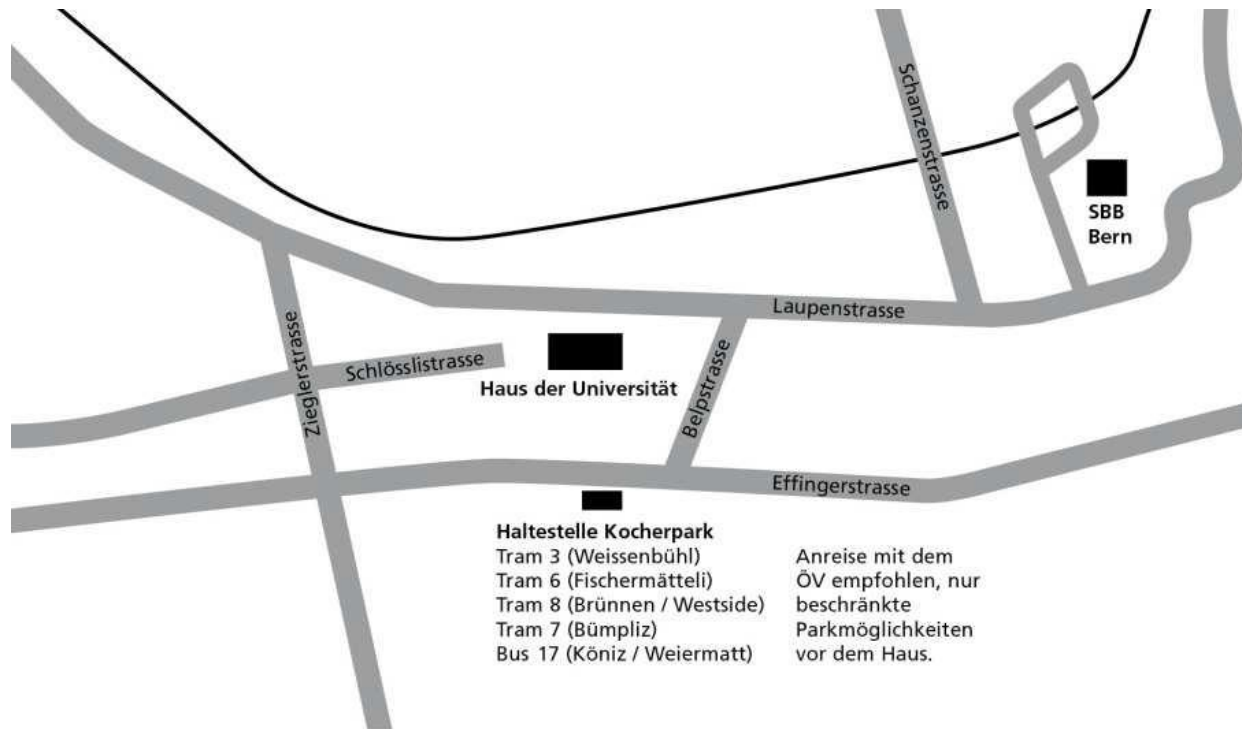 Schanzenstrasse
SBB
Bern
Laupenstrasse
Zieglerstrasse
Schlösslistrasse
Haus der Universität
Belpstrasse
Effingerstrasse
Haltestelle Kocherpark
Tram 3 (Weissenbühl)
Tram 6 (Fischermätteli)
Tram 8 (Brünnen / Westside)
Tram 7 (Bümpliz)
Bus 17 (Köniz / Weiermatt)
Anreise mit dem
ÖV empfohlen, nur
beschränkte
Parkmöglichkeiten
vor dem Haus.